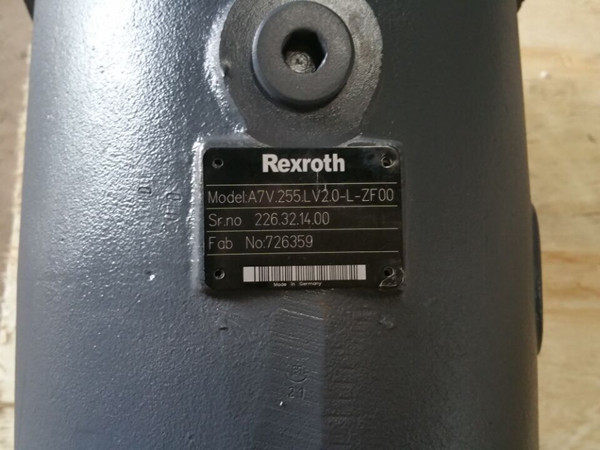 Rexroth
Model.A7V.255.LV2.0-L-ZF00
Sr.no 226.32.14.00
Fab No:726359
Made in Germany
2